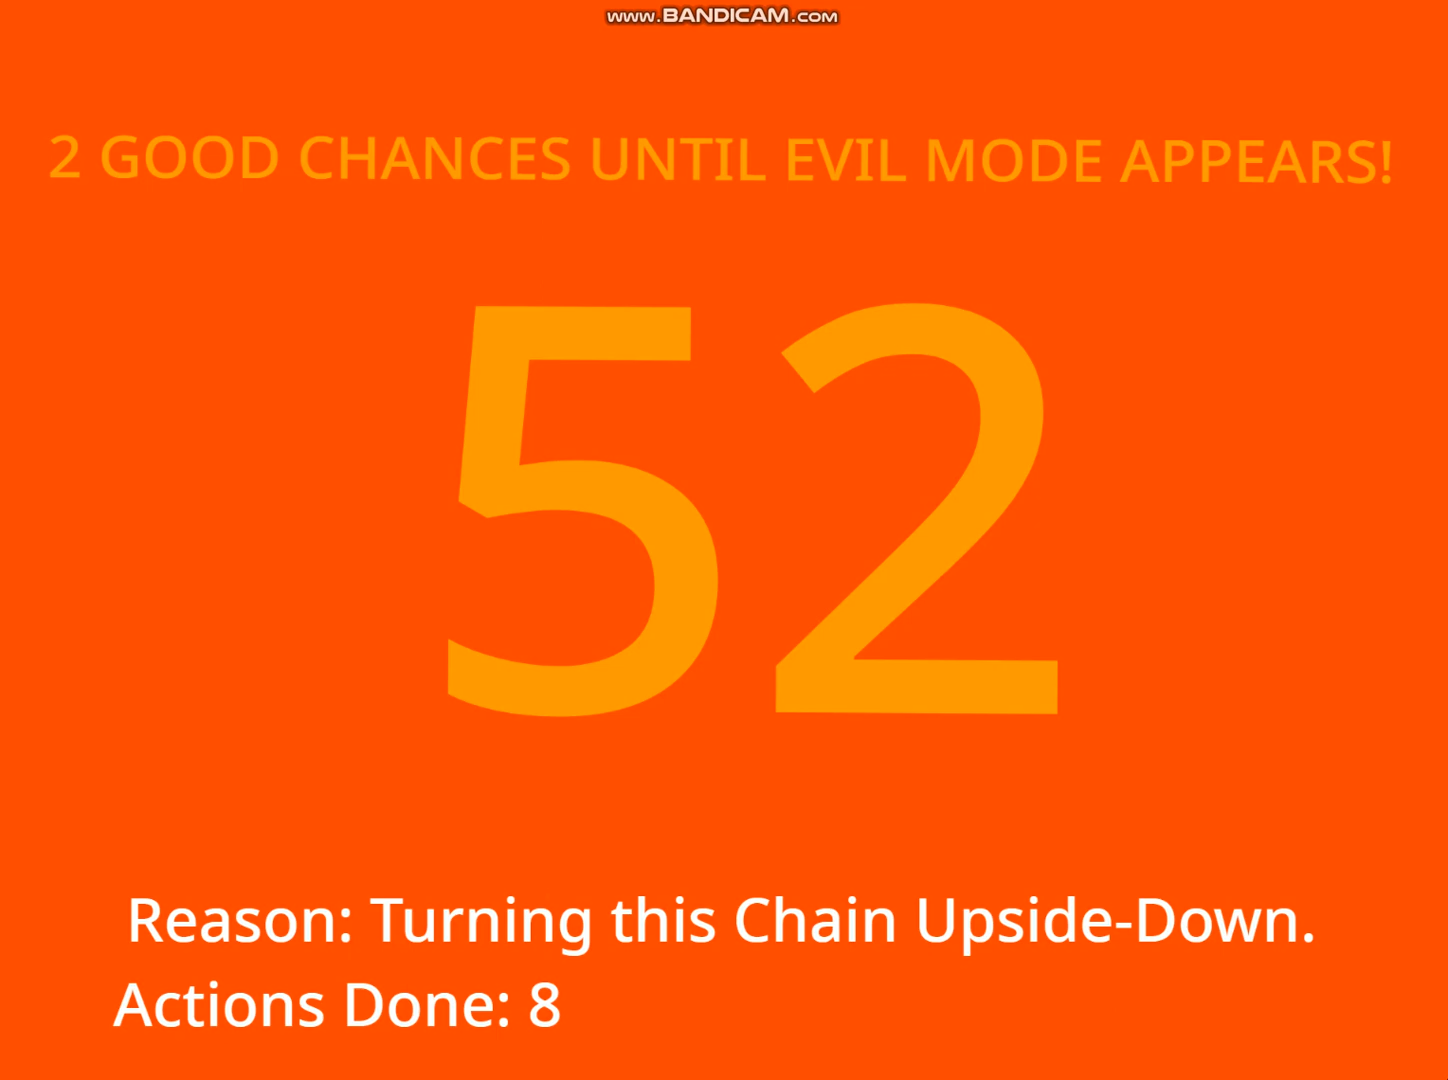 www.BANDICAM.com
2 GOOD CHANCES UNTIL EVIL MODE APPEARS!
52
Reason: Turning this Chain Upside-Down.
Actions Done: 8